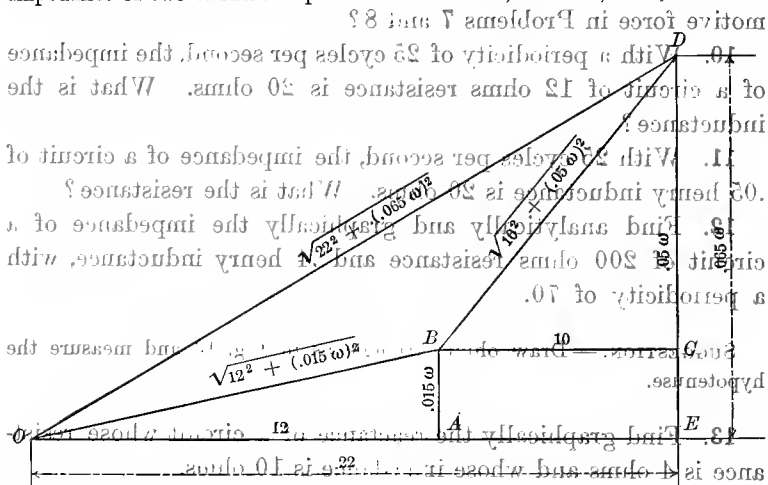 motive force in Problems 7 and 8?
D
10. With a periodicity of 25 cycles per second, the impedance
of a circuit of 12 ohms resistance is 20 ohms. What is the
inductance?
11. With 25 cycles per second, the impedance of a circuit of
.05 henry inductance is 20 ohms. What is the resistance?
√22² + (.065 ω)²
√10² + (.05 ω)²
.05 ω
.065 ω
12. Find analytically and graphically the impedance of a
circuit of 200 ohms resistance and henry inductance, with
a periodicity of 70.
B
10
C
SUGGESTION. — Draw and measure the
hypotenuse.
√12² + (.015 ω)²
.015 ω
O
12
A
E
13. Find graphically the reactance of circuit whose resist-
22
ance is 4 ohms and whose is 10 ohms.